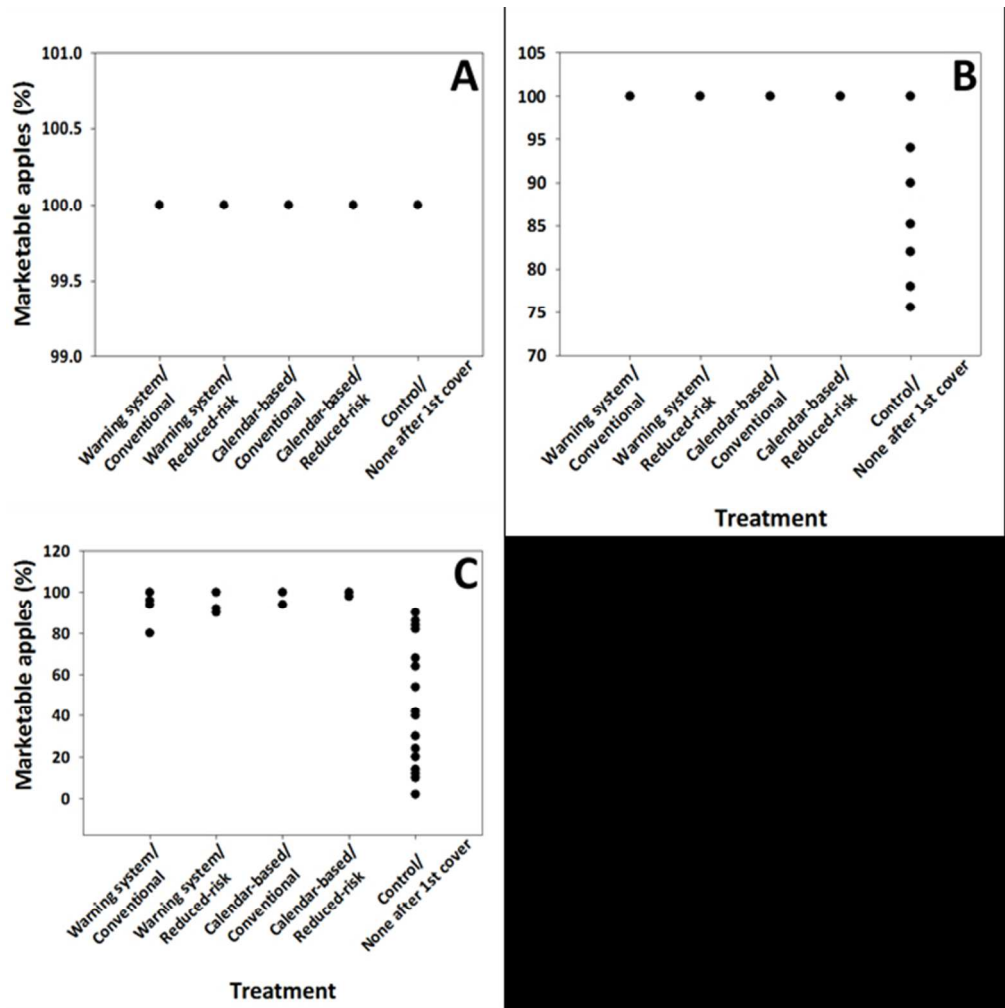 A
Marketable apples (%)
101.0
100.5
100.0
99.5
99.0
Warning system/
Conventional
Warning system/
Reduced-risk
Calendar-based/
Conventional
Calendar-based/
Reduced-risk
Control/
None after 1st cover
B
105
100
95
90
85
80
75
70
Warning system/
Conventional
Warning system/
Reduced-risk
Calendar-based/
Conventional
Calendar-based/
Reduced-risk
Control/
None after 1st cover
Treatment
C
Marketable apples (%)
120
100
80
60
40
20
0
Warning system/
Conventional
Warning system/
Reduced-risk
Calendar-based/
Conventional
Calendar-based/
Reduced-risk
Control/
None after 1st cover
Treatment